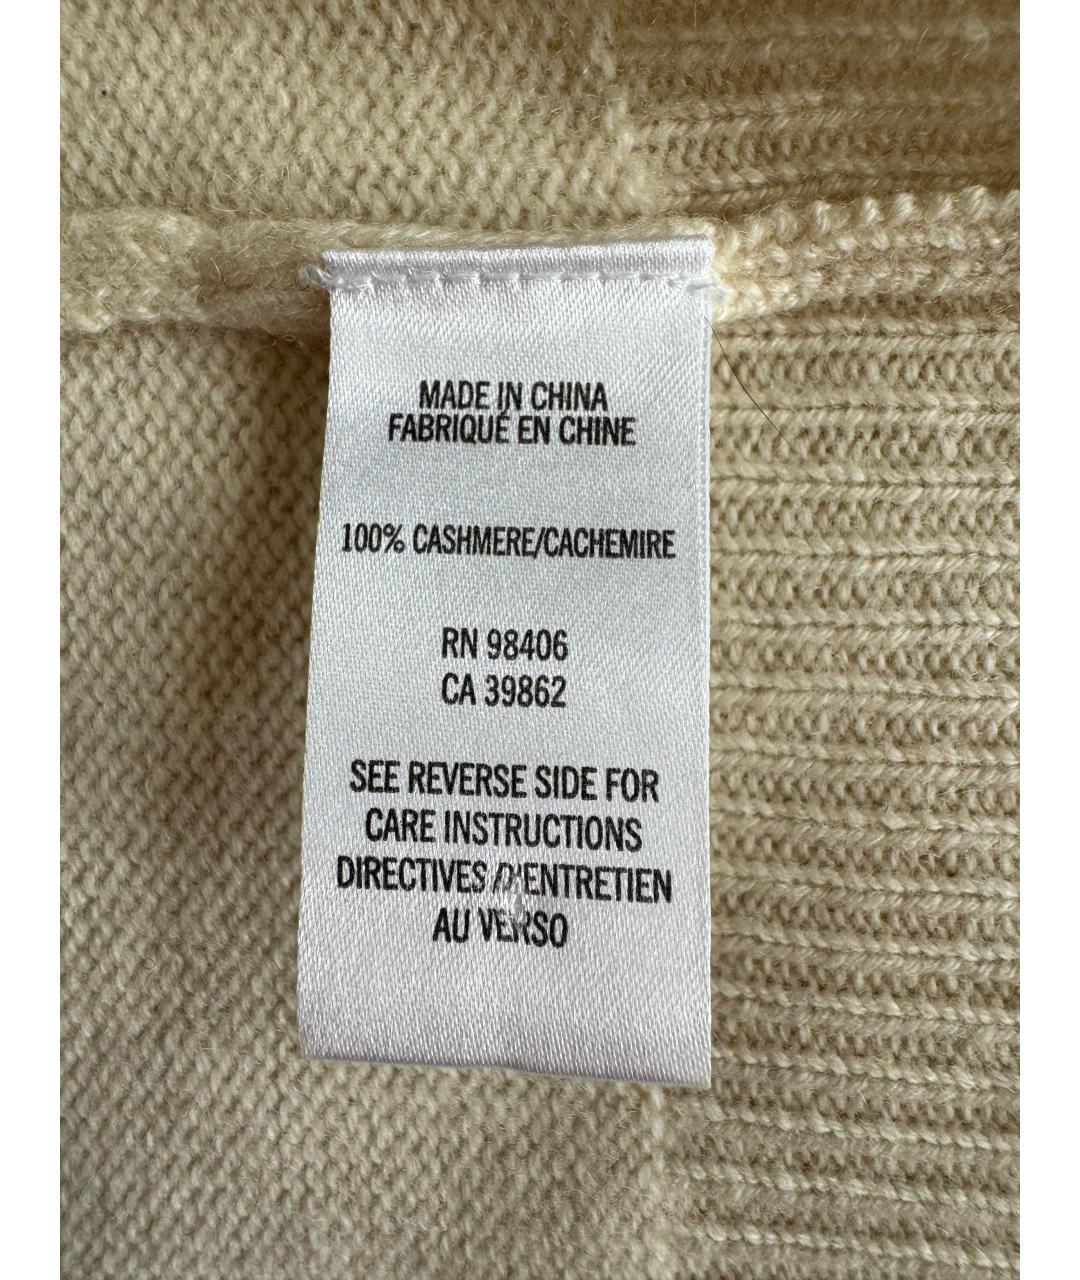 MADE IN CHINA
FABRIQUÉ EN CHINE
100% CASHMERE/CACHEMIRE
RN 98406
CA 39862
SEE REVERSE SIDE FOR
CARE INSTRUCTIONS
DIRECTIVES D'ENTRETIEN
AU VERSO